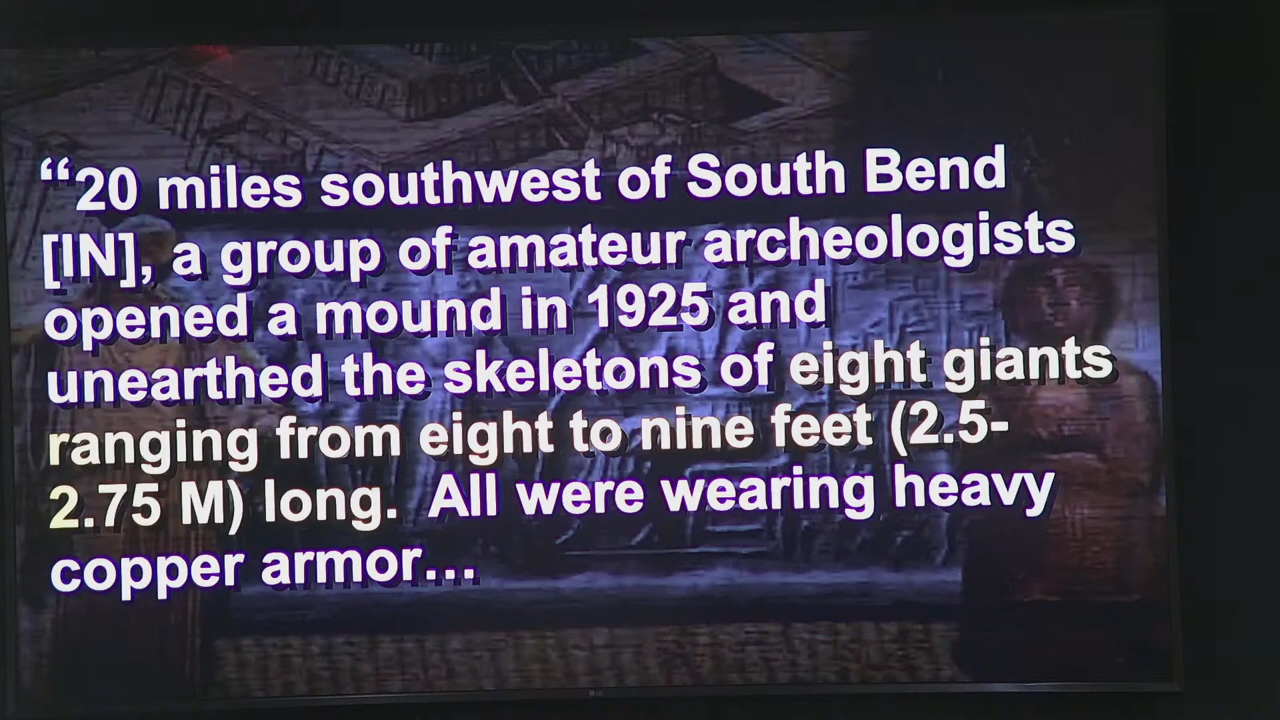 “20 miles southwest of South Bend
[IN], a group of amateur archeologists
opened a mound in 1925 and
unearthed the skeletons of eight giants
ranging from eight to nine feet (2.5-
2.75 M) long.  All were wearing heavy
copper armor…
LG